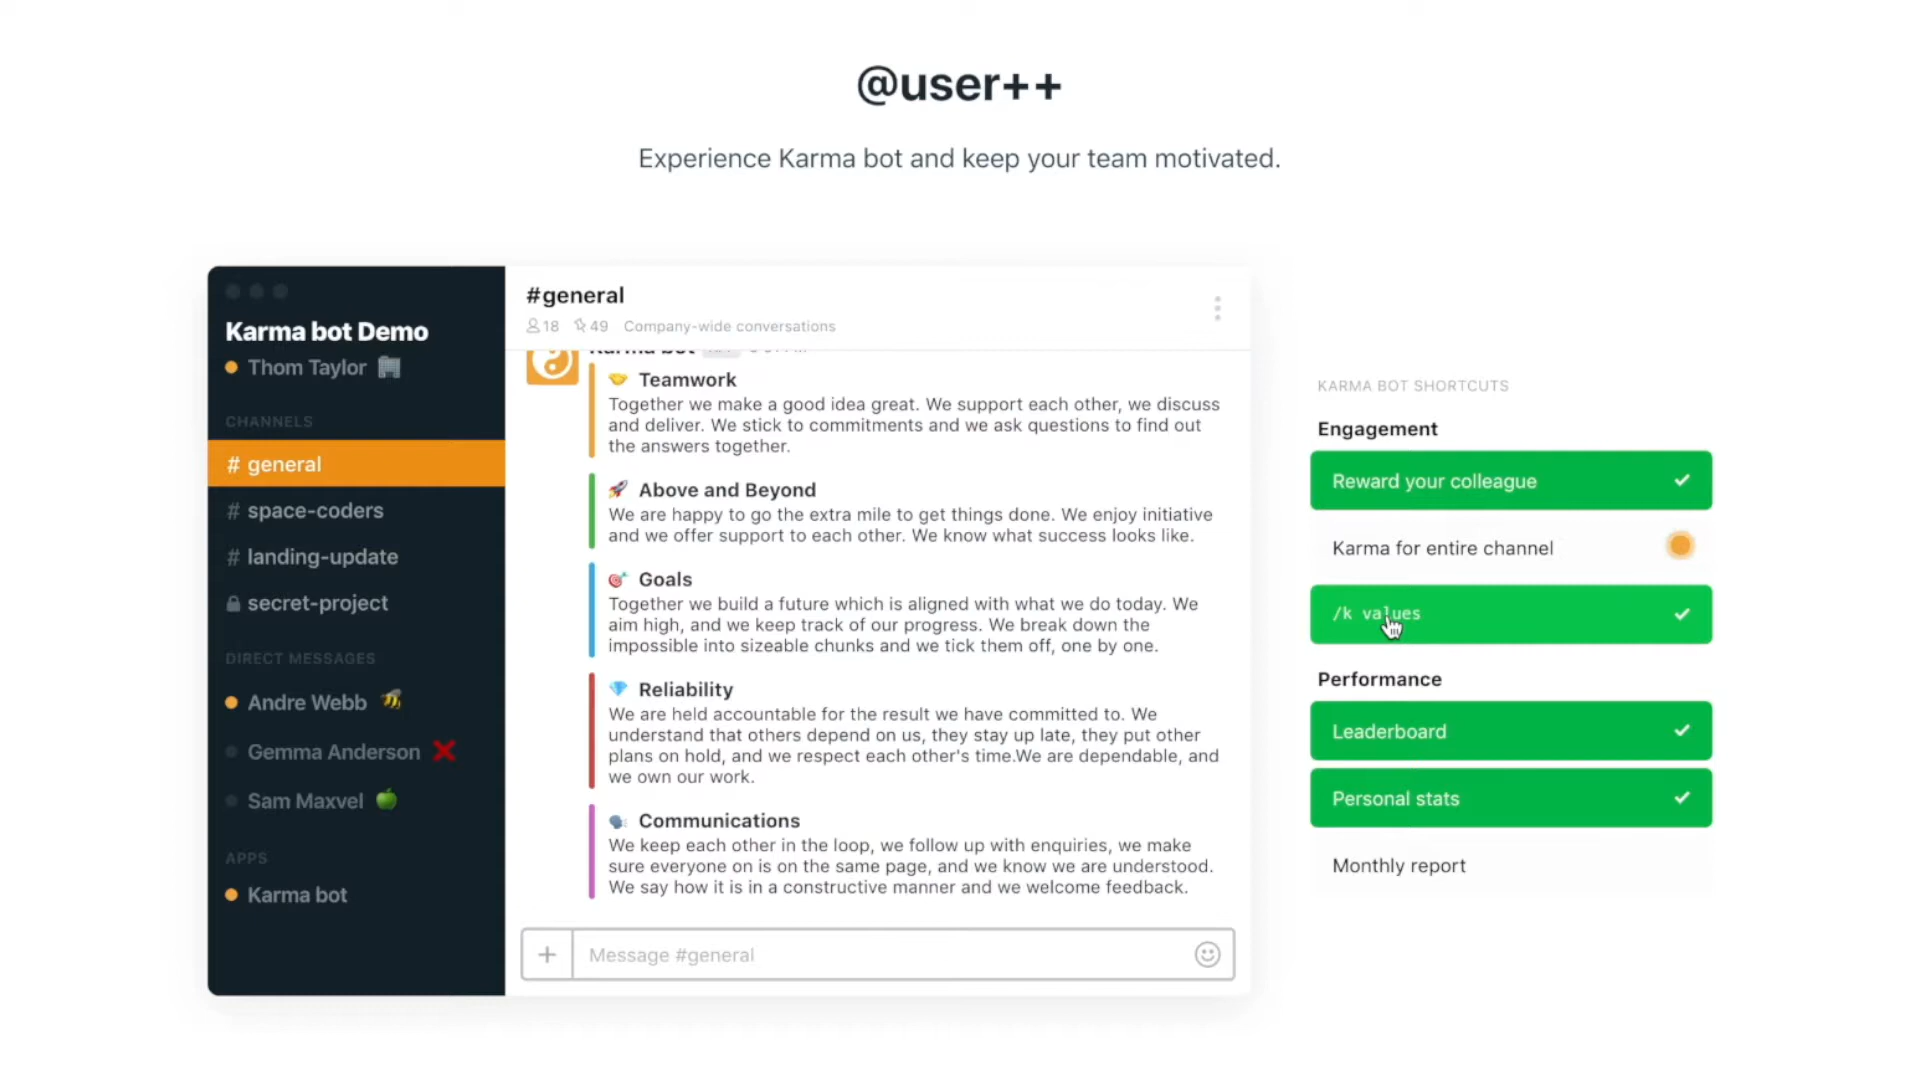 @user++
Experience Karma bot and keep your team motivated.
Karma bot Demo
Thom Taylor
CHANNELS
# general
# space-coders
# landing-update
secret-project
DIRECT MESSAGES
Andre Webb
Gemma Anderson
Sam Maxvel
APPS
Karma bot
#general
18 49 Company-wide conversations
Karma bot
Teamwork
Together we make a good idea great. We support each other, we discuss
and deliver. We stick to commitments and we ask questions to find out
the answers together.
Above and Beyond
We are happy to go the extra mile to get things done. We enjoy initiative
and we offer support to each other. We know what success looks like.
Goals
Together we build a future which is aligned with what we do today. We
aim high, and we keep track of our progress. We break down the
impossible into sizeable chunks and we tick them off, one by one.
Reliability
We are held accountable for the result we have committed to. We
understand that others depend on us, they stay up late, they put other
plans on hold, and we respect each other's time.We are dependable, and
we own our work.
Communications
We keep each other in the loop, we follow up with enquiries, we make
sure everyone on is on the same page, and we know we are understood.
We say how it is in a constructive manner and we welcome feedback.
Message #general
KARMA BOT SHORTCUTS
Engagement
Reward your colleague
Karma for entire channel
/k values
Performance
Leaderboard
Personal stats
Monthly report